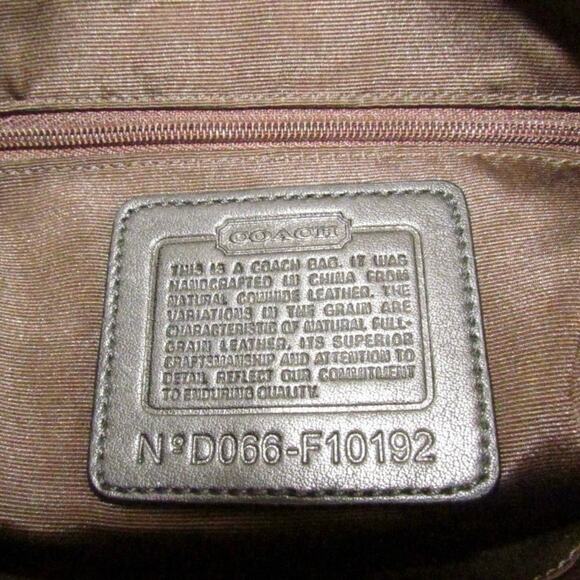 COACH
THIS IS A COACH BAG. IT WAS
HANDCRAFTED IN CHINA FROM
NATURAL COWHIDE LEATHER. THE
VARIATIONS IN THE GRAIN ARE
CHARACTERISTIC OF NATURAL FULL-
GRAIN LEATHER. ITS SUPERIOR
CRAFTSMANSHIP AND ATTENTION TO
DETAIL REFLECT OUR COMMITMENT
TO ENDURING QUALITY.
Nº D066-F10192